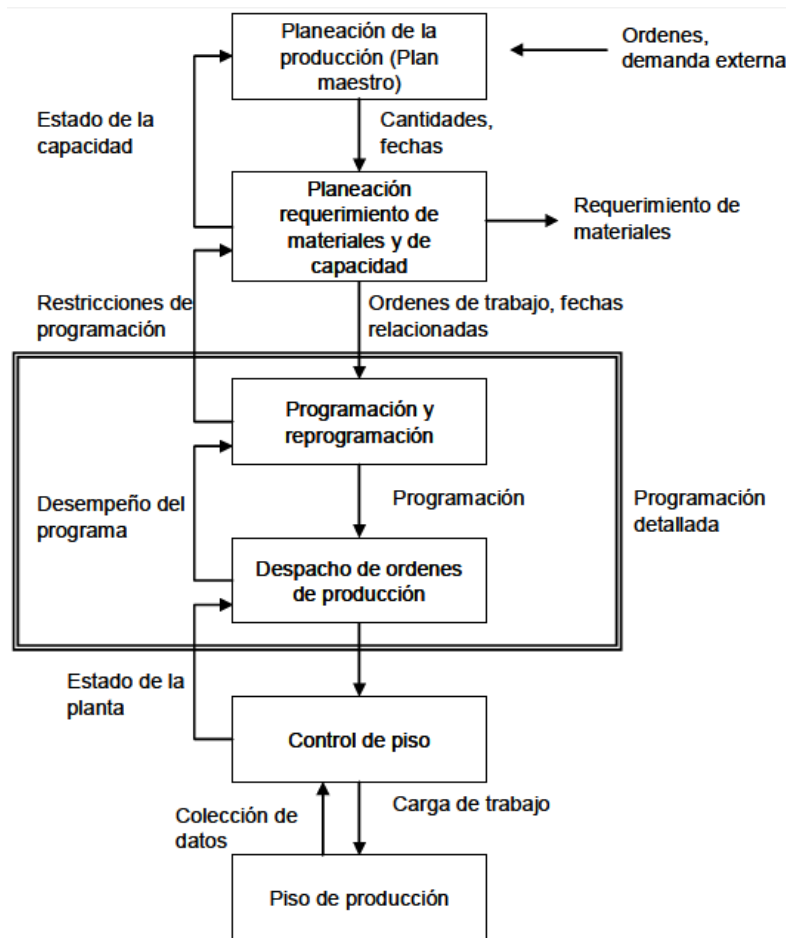 Planeación de la
producción (Plan
maestro)
Ordenes,
demanda externa
Estado de la
capacidad
Cantidades,
fechas
Planeación
requerimiento de
materiales y de
capacidad
Requerimiento de
materiales
Restricciones de
programación
Ordenes de trabajo, fechas
relacionadas
Programación y
reprogramación
Desempeño del
programa
Programación
Programación
detallada
Despacho de ordenes
de producción
Estado de la
planta
Control de piso
Colección de
datos
Carga de trabajo
Piso de producción